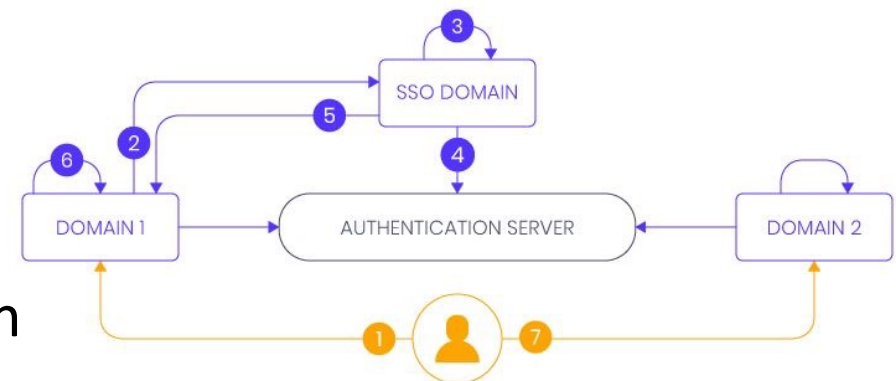 3
SSO DOMAIN
5
2
4
6
DOMAIN 1
AUTHENTICATION SERVER
DOMAIN 2
n
1
7